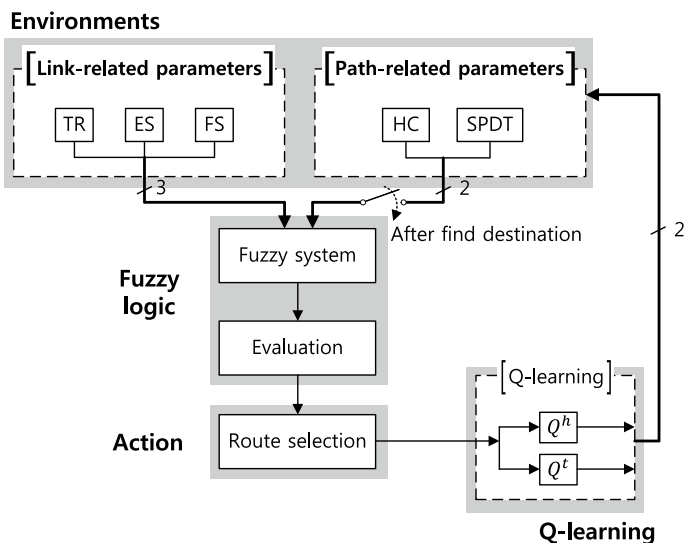 Environments
[Link-related parameters]
[Path-related parameters]
TR
ES
FS
HC
SPDT
3
2
After find destination
2
Fuzzy system
Fuzzy
logic
Evaluation
[Q-learning]
Action
Route selection
Q^h
Q^t
Q-learning